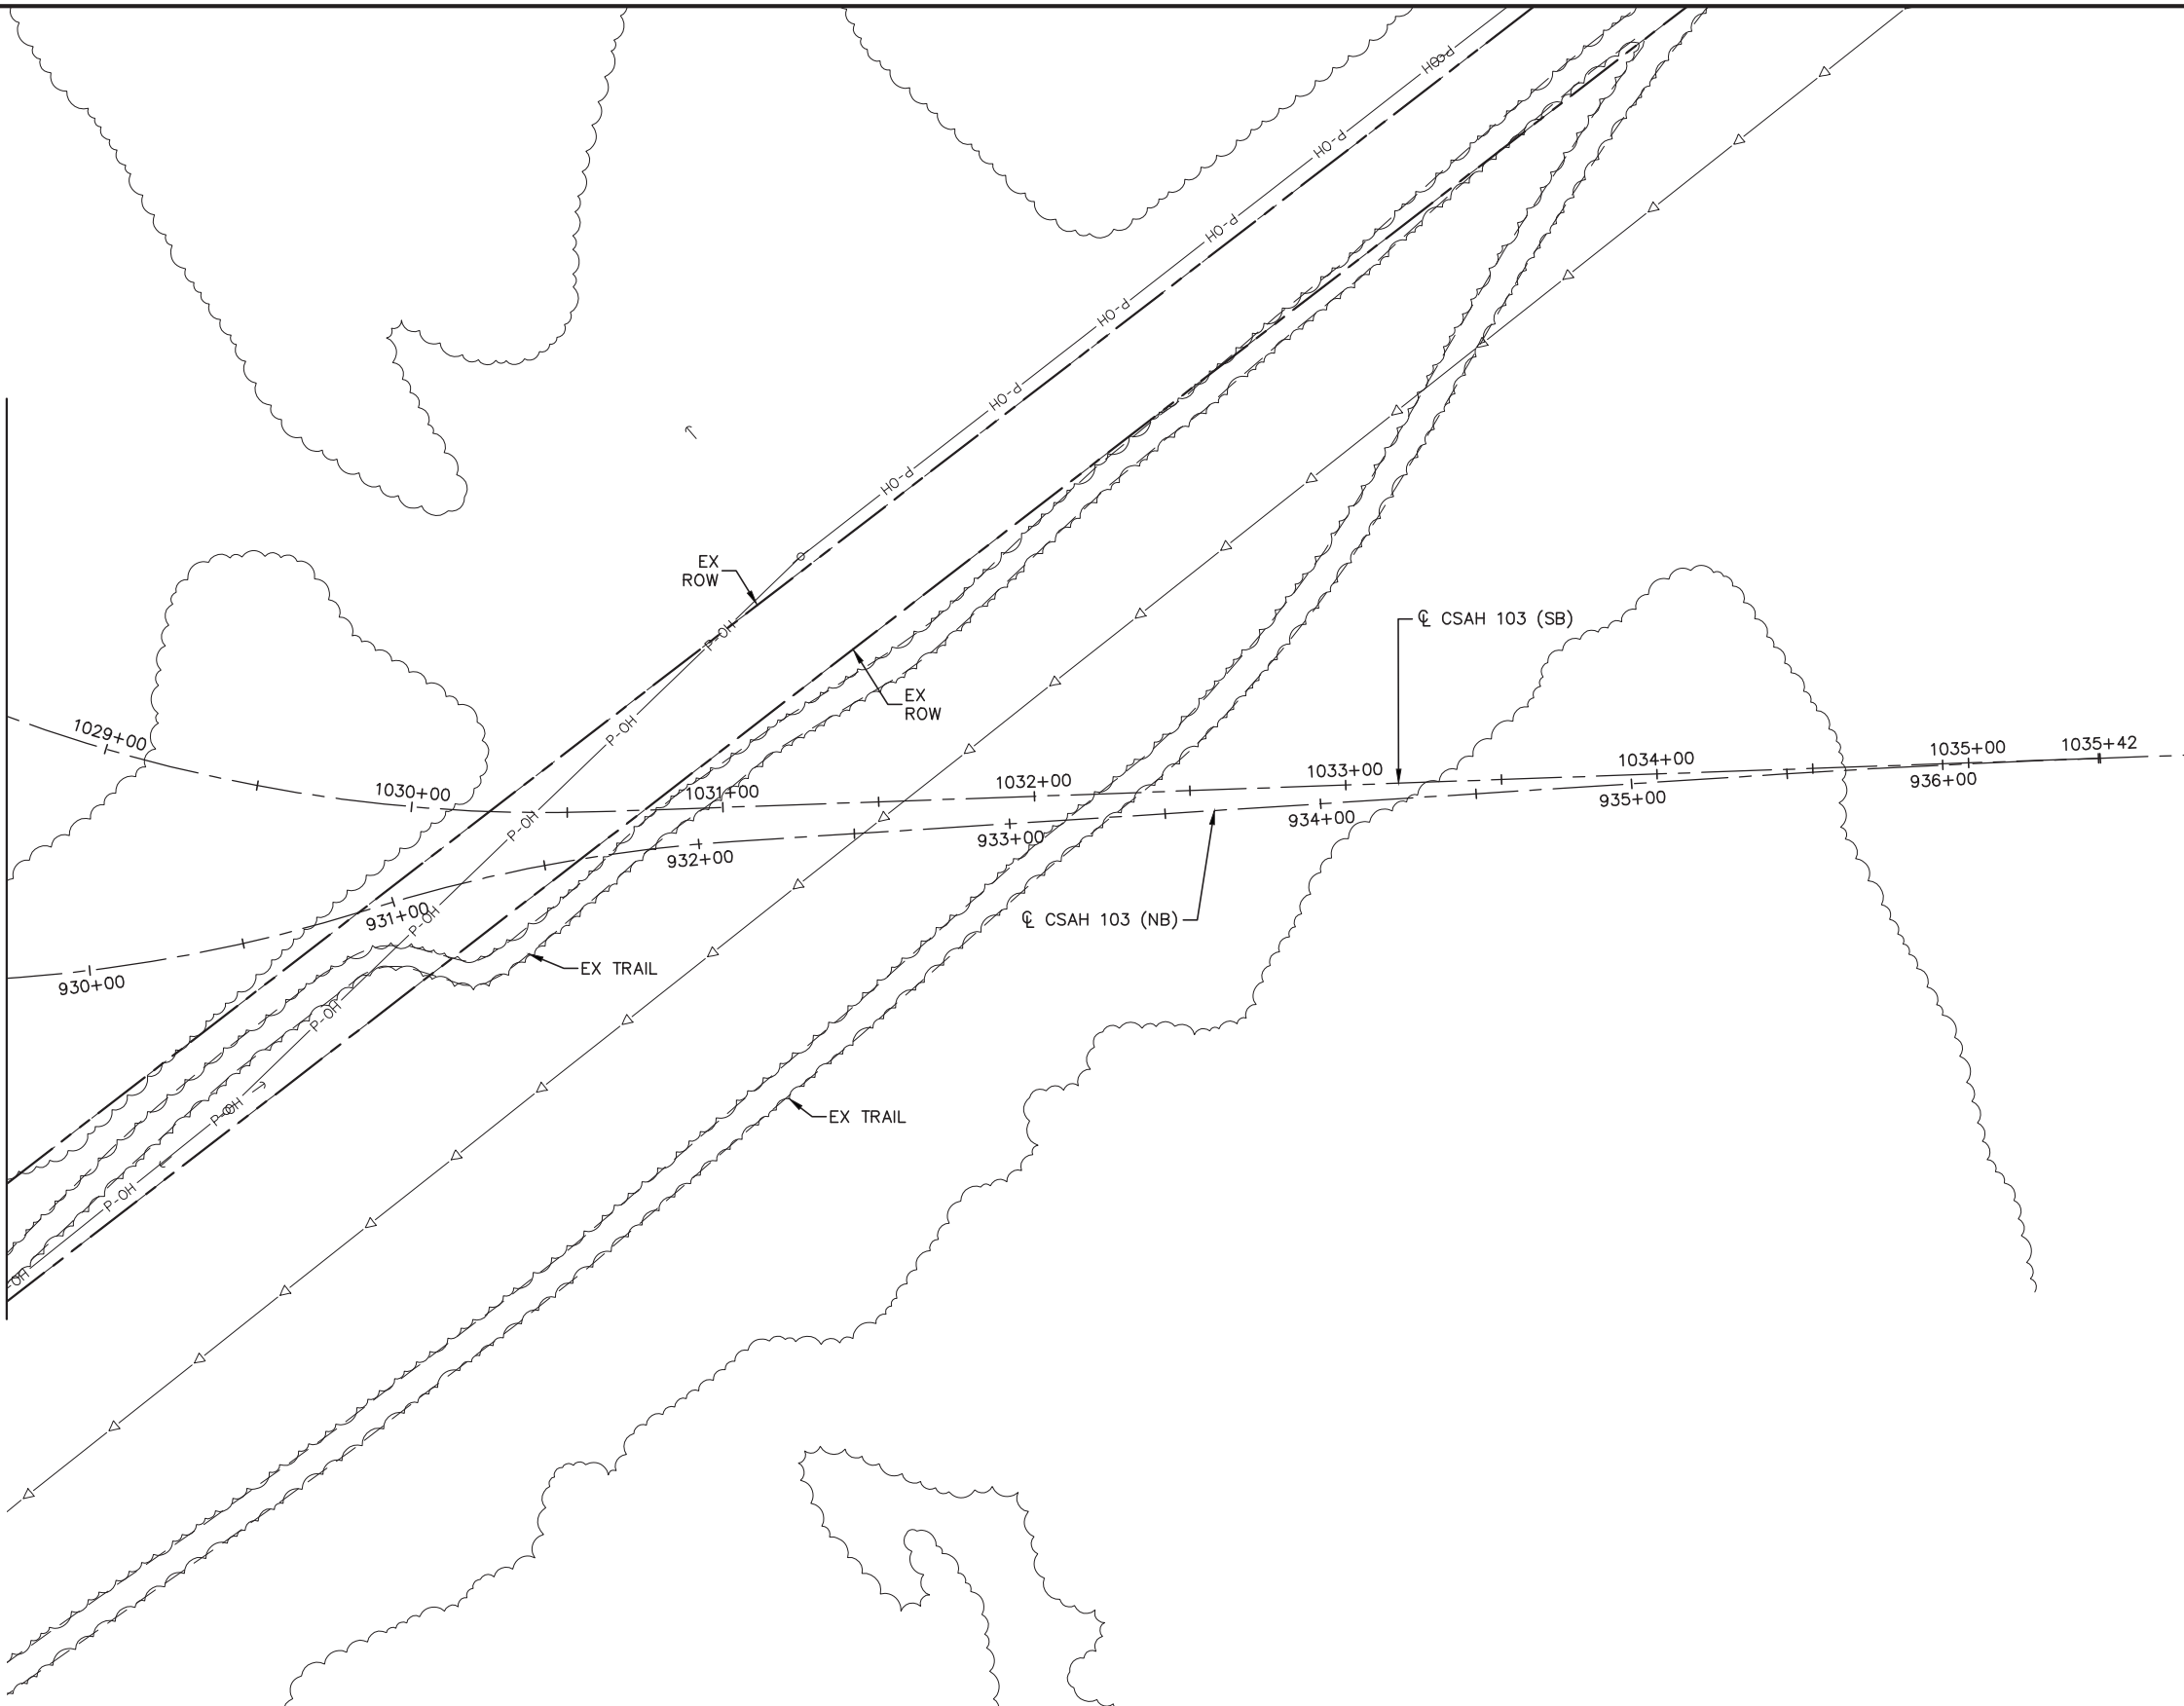 P-OH
P-OH
P-OH
P-OH
P-OH
P-OH
EX
ROW
P-OH
℄ CSAH 103 (SB)
EX
ROW
P-OH
1029+00
1030+00
1031+00
1032+00
1033+00
1034+00
1035+00
1035+42
P-OH
932+00
933+00
934+00
935+00
936+00
931+00
P-OH
℄ CSAH 103 (NB)
930+00
EX TRAIL
P-OH
P-OH
EX TRAIL
P-OH
-OH